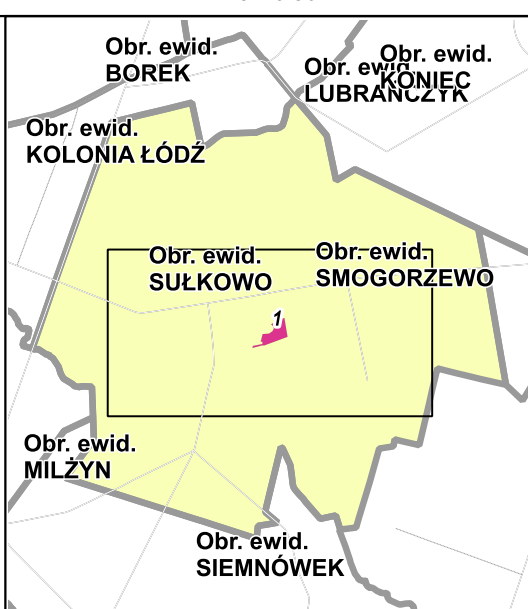 Obr. ewid.
BOREK
Obr. ewid.
KONIEC
Obr. ewid.
LUBRAŃCZYK
Obr. ewid.
KOLONIA ŁÓDŹ
Obr. ewid.
SUŁKOWO
Obr. ewid.
SMOGORZEWO
1
Obr. ewid.
MILŻYN
Obr. ewid.
SIEMNÓWEK